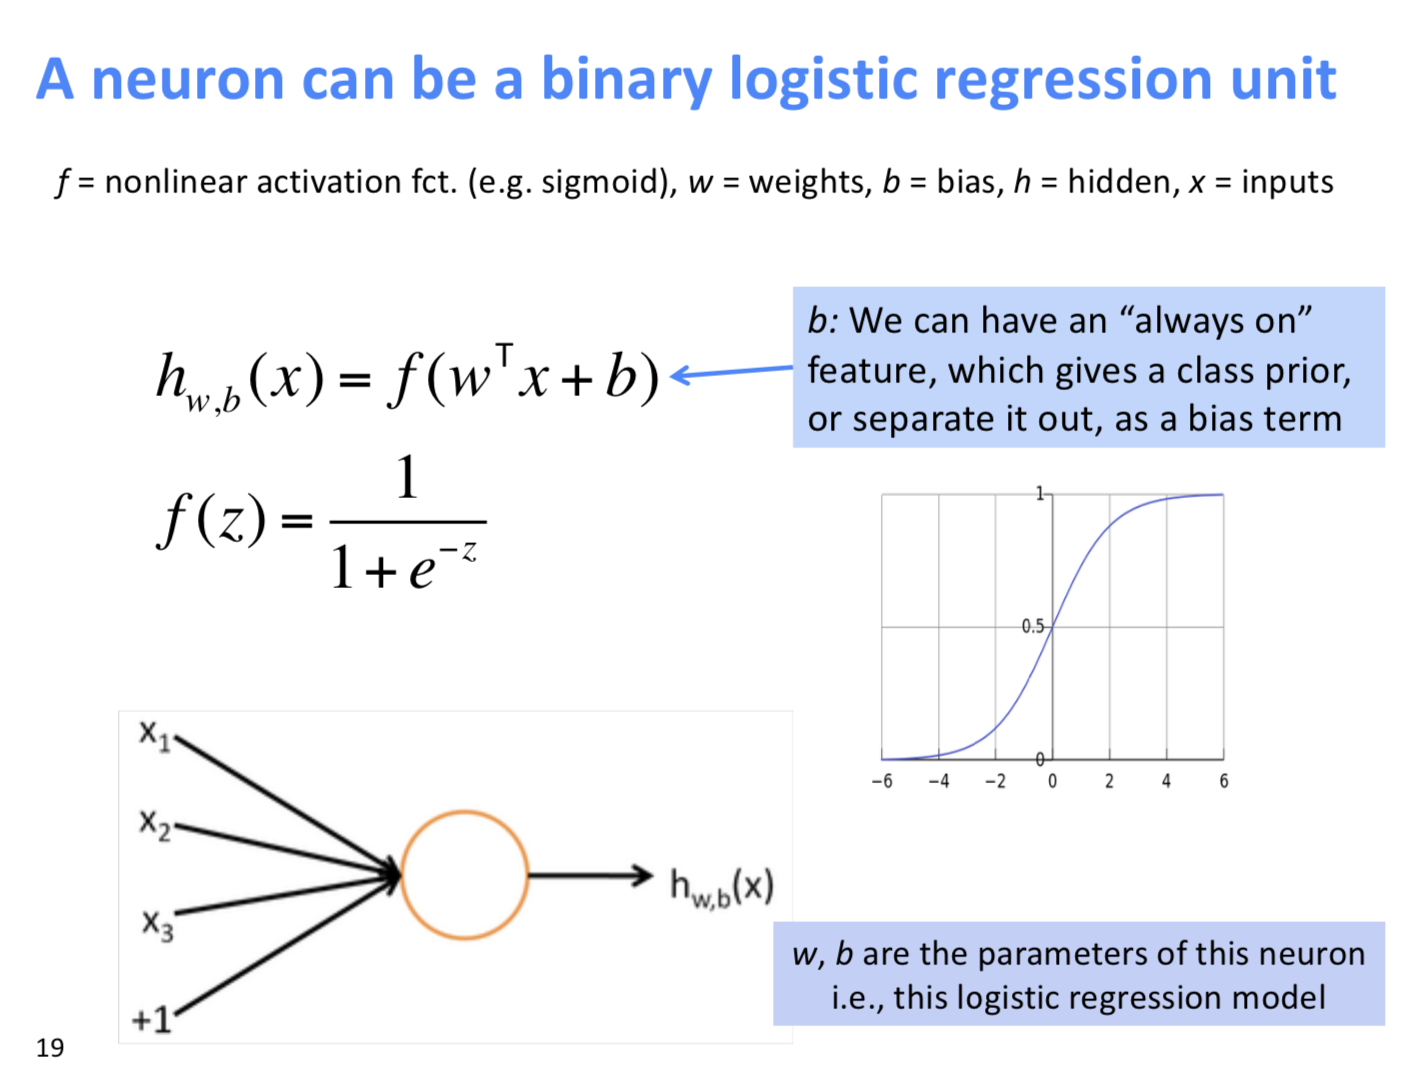 A neuron can be a binary logistic regression unit
f = nonlinear activation fct. (e.g. sigmoid), w = weights, b = bias, h = hidden, x = inputs
h_{w,b}(x) = f(w^T x + b)
b: We can have an “always on”
feature, which gives a class prior,
or separate it out, as a bias term
f(z) = 1 / (1 + e^{-z})
1
0.5
0
−6 −4 −2 0 2 4 6
x_1
x_2
x_3
+1
h_{w,b}(x)
w, b are the parameters of this neuron
i.e., this logistic regression model
19